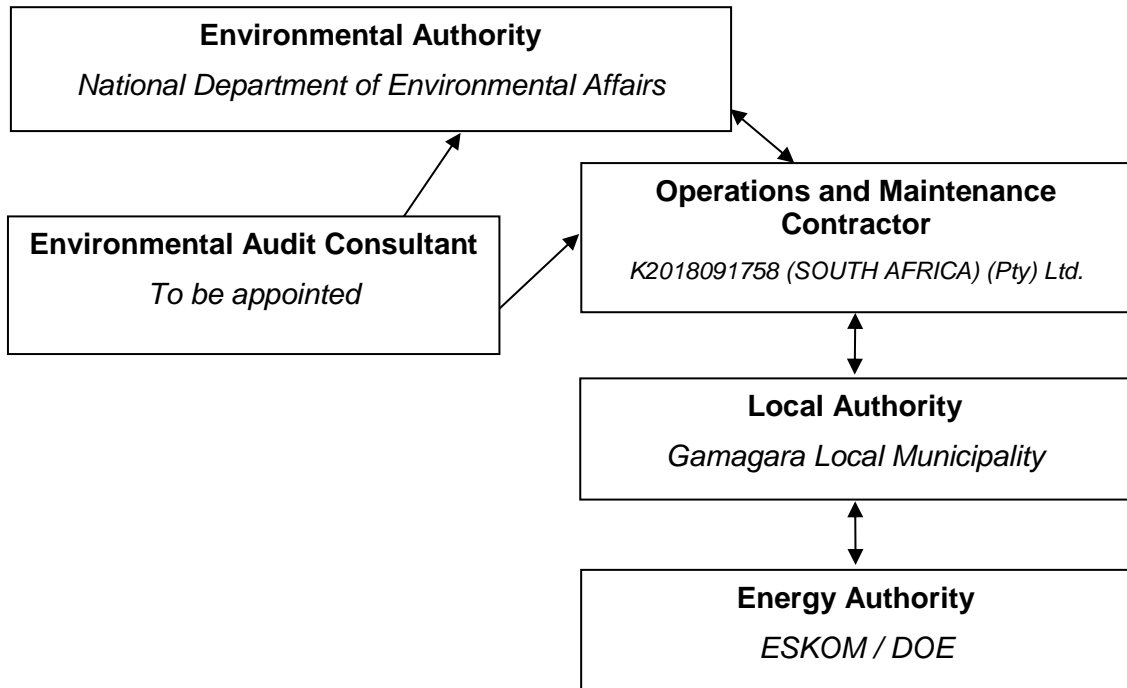 Environmental Authority
National Department of Environmental Affairs
Operations and Maintenance
Contractor
K2018091758 (SOUTH AFRICA) (Pty) Ltd.
Environmental Audit Consultant
To be appointed
Local Authority
Gamagara Local Municipality
Energy Authority
ESKOM / DOE